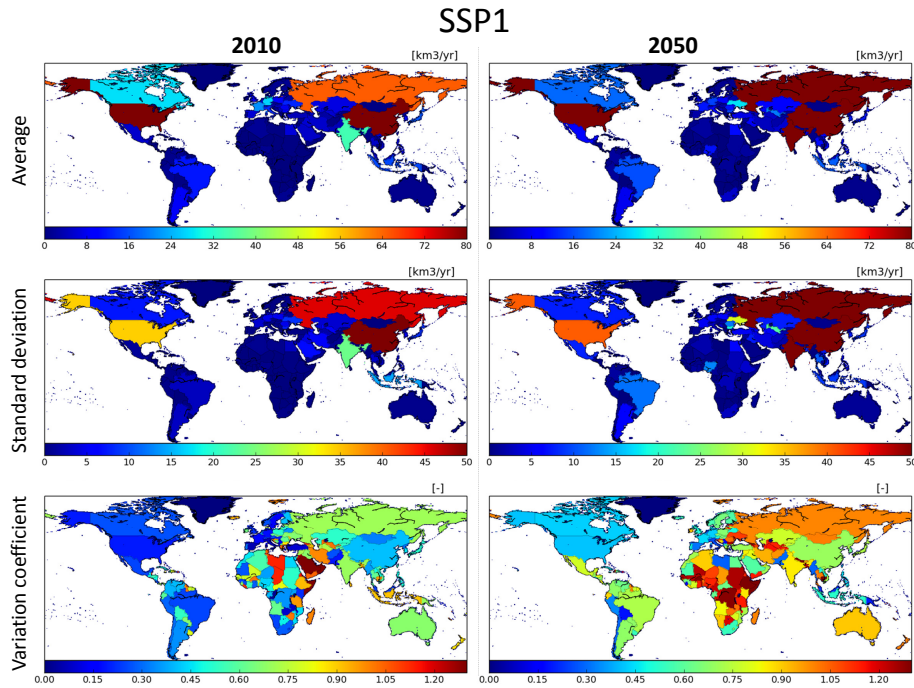 SSP1
2010 2050
[km3/yr] [km3/yr]
Average
0 8 16 24 32 40 48 56 64 72 80 0 8 16 24 32 40 48 56 64 72 80
[km3/yr] [km3/yr]
Standard deviation
0 5 10 15 20 25 30 35 40 45 50 0 5 10 15 20 25 30 35 40 45 50
[-] [-]
Variation coefficient
0.00 0.15 0.30 0.45 0.60 0.75 0.90 1.05 1.20 0.00 0.15 0.30 0.45 0.60 0.75 0.90 1.05 1.20